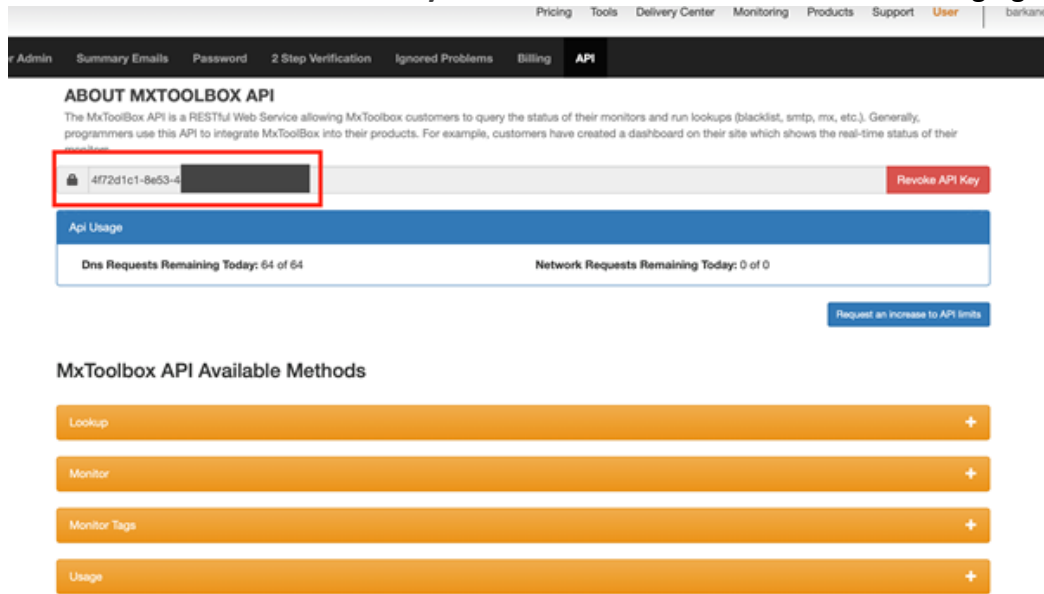 Pricing Tools Delivery Center Monitoring Products Support User barkane
Admin Summary Emails Password 2 Step Verification Ignored Problems Billing API
ABOUT MXTOOLBOX API
The MxToolBox API is a RESTful Web Service allowing MxToolbox customers to query the status of their monitors and run lookups (blacklist, smtp, mx, etc.). Generally,
programmers use this API to integrate MxToolBox into their products. For example, customers have created a dashboard on their site which shows the real-time status of their
monitors.
4f72d1c1-8e53-4
Revoke API Key
Api Usage
Dns Requests Remaining Today: 64 of 64 Network Requests Remaining Today: 0 of 0
Request an increase to API limits
MxToolbox API Available Methods
Lookup +
Monitor +
Monitor Tags +
Usage +